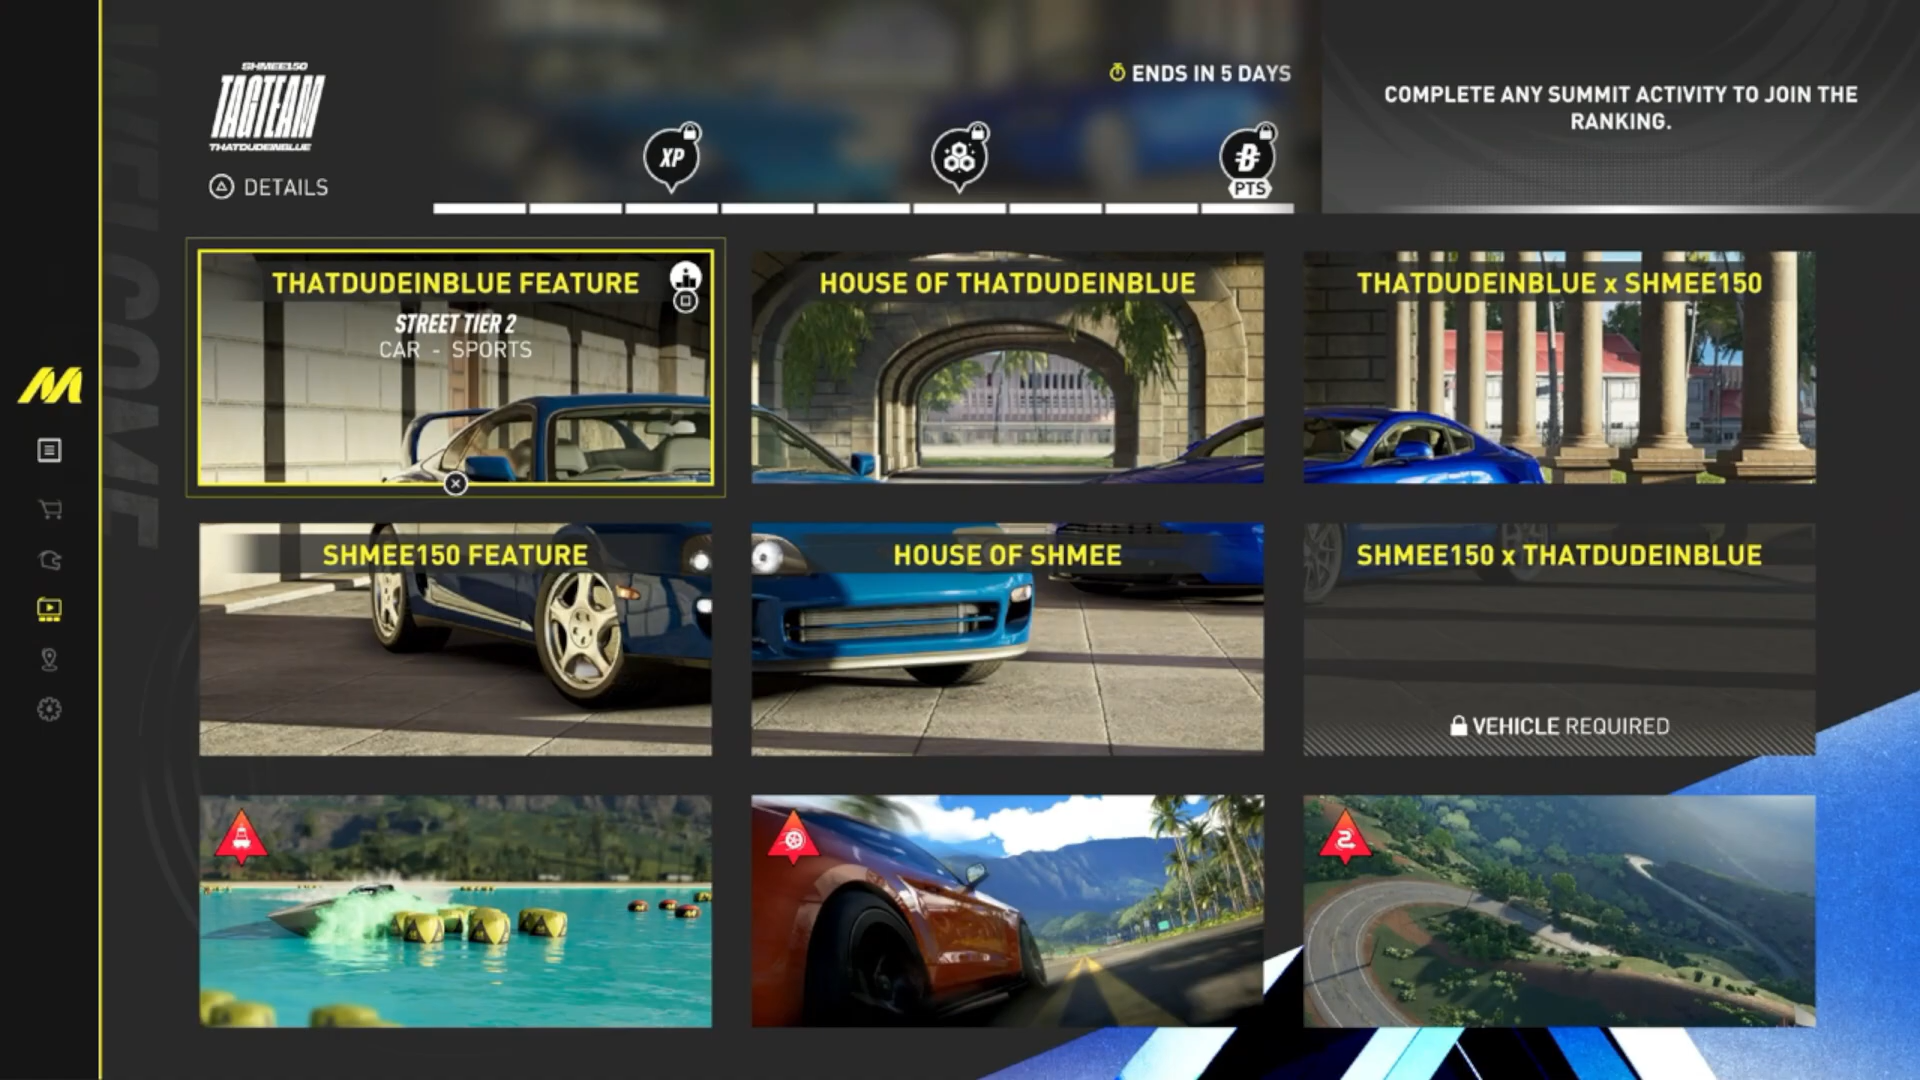 SHMEE150
TAGTEAM
THATDUDEINBLUE
DETAILS
ENDS IN 5 DAYS
XP
PTS
COMPLETE ANY SUMMIT ACTIVITY TO JOIN THE
RANKING.
THATDUDEINBLUE FEATURE
STREET TIER 2
CAR - SPORTS
HOUSE OF THATDUDEINBLUE
THATDUDEINBLUE x SHMEE150
SHMEE150 FEATURE
HOUSE OF SHMEE
SHMEE150 x THATDUDEINBLUE
VEHICLE REQUIRED